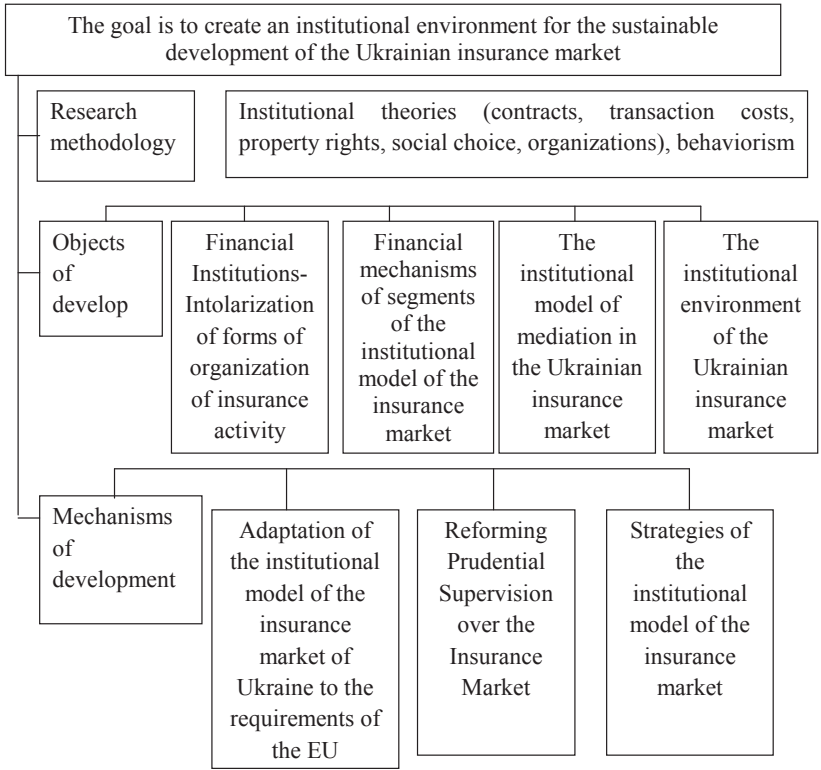 The goal is to create an institutional environment for the sustainable
development of the Ukrainian insurance market
Research
methodology
Institutional theories (contracts, transaction costs,
property rights, social choice, organizations), behaviorism
Objects
of
develop
Financial
Institutions-
Intolarization
of forms of
organization
of insurance
activity
Financial
mechanisms
of segments
of the
institutional
model of the
insurance
market
The
institutional
model of
mediation in
the Ukrainian
insurance
market
The
institutional
environment
of the
Ukrainian
insurance
market
Mechanisms
of
development
Adaptation of
the institutional
model of the
insurance
market of
Ukraine to the
requirements of
the EU
Reforming
Prudential
Supervision
over the
Insurance
Market
Strategies of
the
institutional
model of the
insurance
market